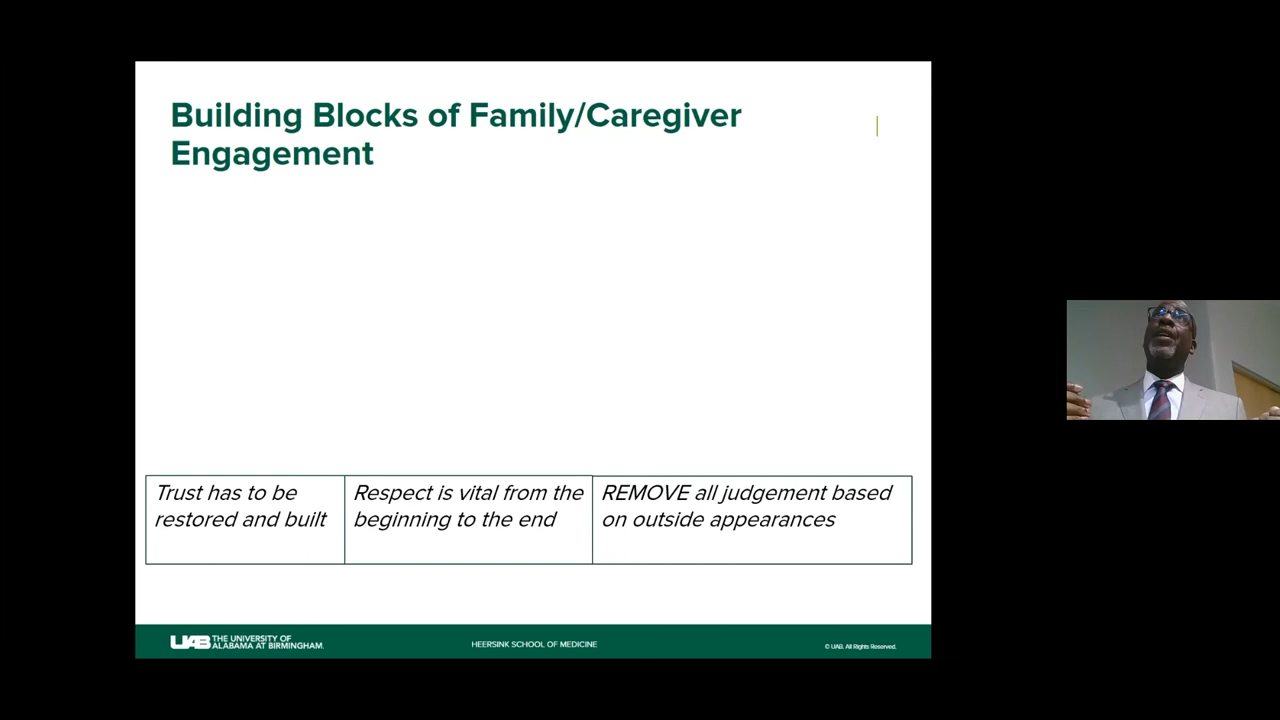 Building Blocks of Family/Caregiver
Engagement
Trust has to be
restored and built
Respect is vital from the
beginning to the end
REMOVE all judgement based
on outside appearances
UAB THE UNIVERSITY OF
ALABAMA AT BIRMINGHAM.
HEERSINK SCHOOL OF MEDICINE
© UAB. All Rights Reserved.